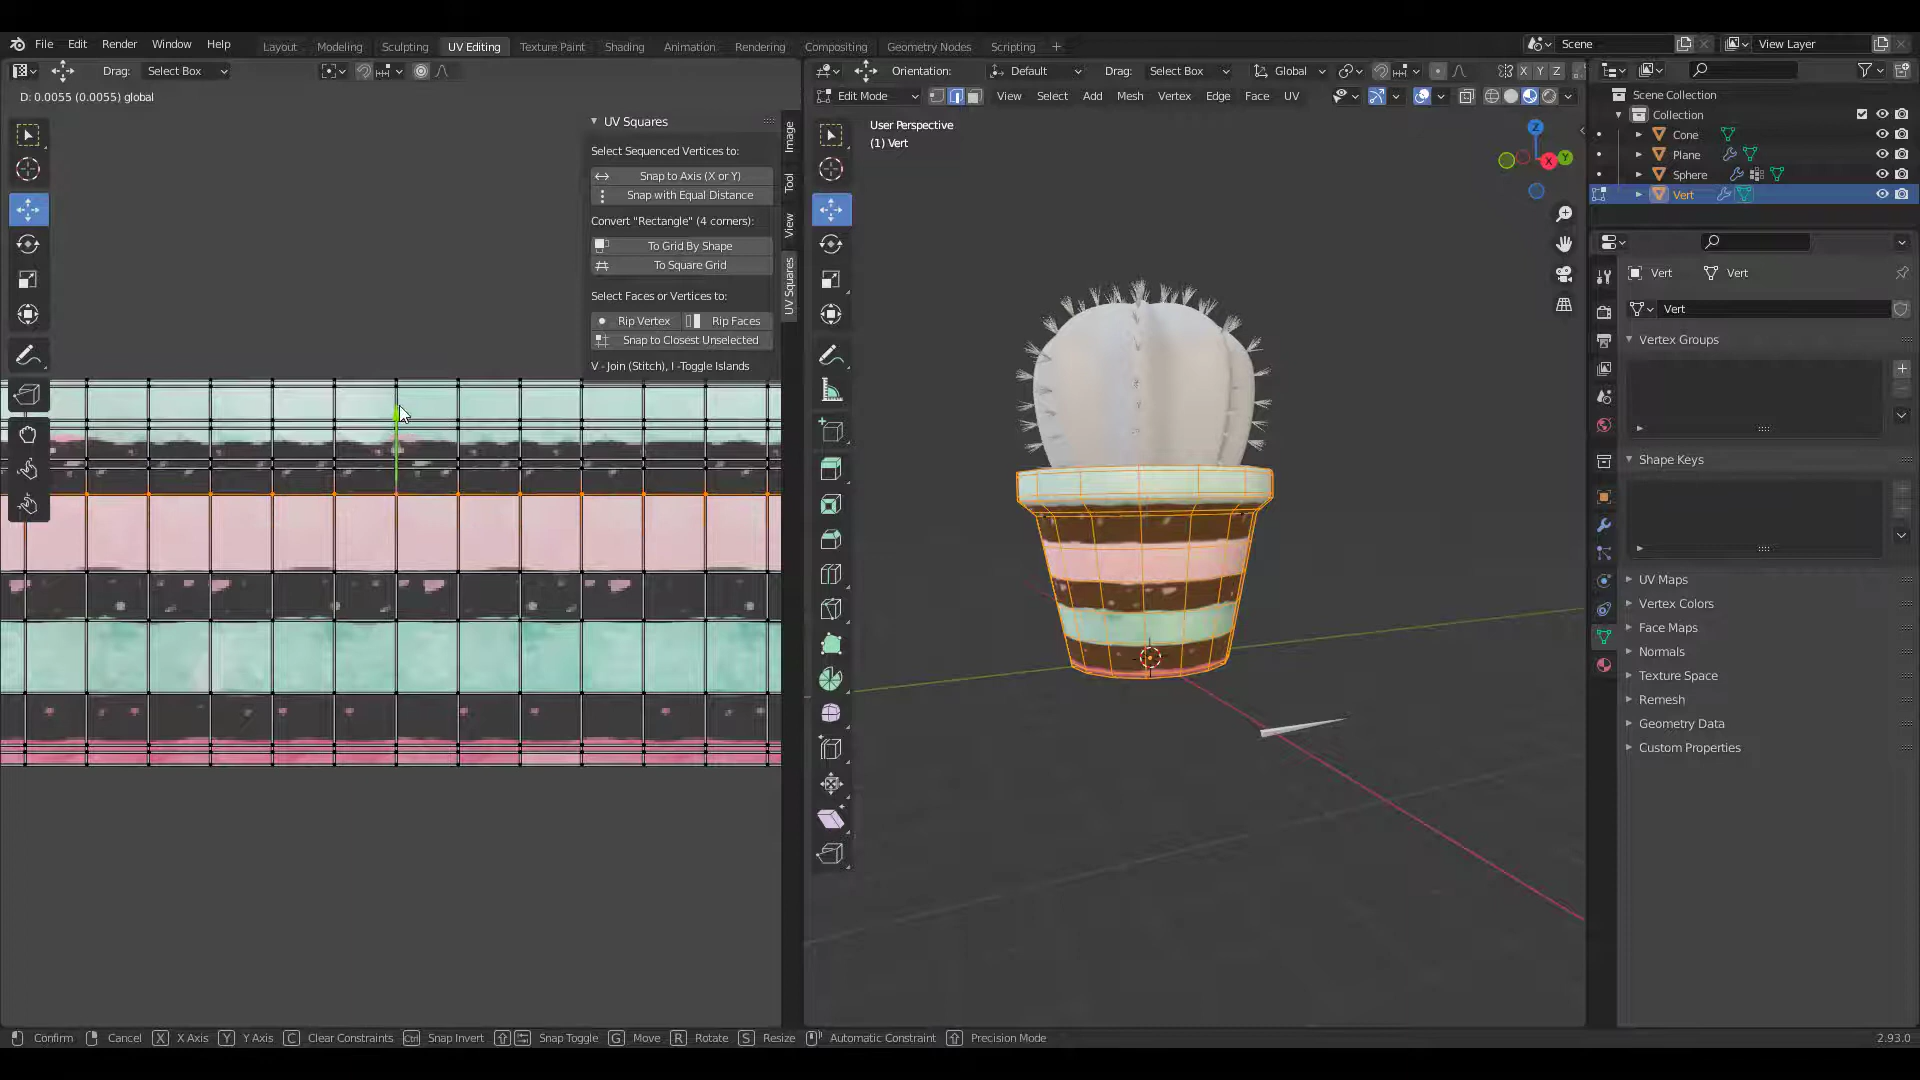 File Edit Render Window Help
Layout Modeling Sculpting UV Editing Texture Paint Shading Animation Rendering Compositing Geometry Nodes Scripting +
Scene
View Layer
Drag: Select Box
Orientation: Default Drag: Select Box Global X Y Z
D: 0.0055 (0.0055) global
Edit Mode View Select Add Mesh Vertex Edge Face UV
UV Squares
Select Sequenced Vertices to:
Snap to Axis (X or Y)
Snap with Equal Distance
Convert "Rectangle" (4 corners):
To Grid By Shape
To Square Grid
Select Faces or Vertices to:
Rip Vertex Rip Faces
Snap to Closest Unselected
V - Join (Stitch), I -Toggle Islands
Image
Tool
View
UV Squares
User Perspective
(1) Vert
Z
X
Y
Scene Collection
Collection
Cone
Plane
Sphere
Vert
Vert Vert
Vert
Vertex Groups
Shape Keys
UV Maps
Vertex Colors
Face Maps
Normals
Texture Space
Remesh
Geometry Data
Custom Properties
Confirm Cancel X X Axis Y Y Axis C Clear Constraints Ctrl Snap Invert Snap Toggle G Move R Rotate S Resize Automatic Constraint Precision Mode
2.93.0